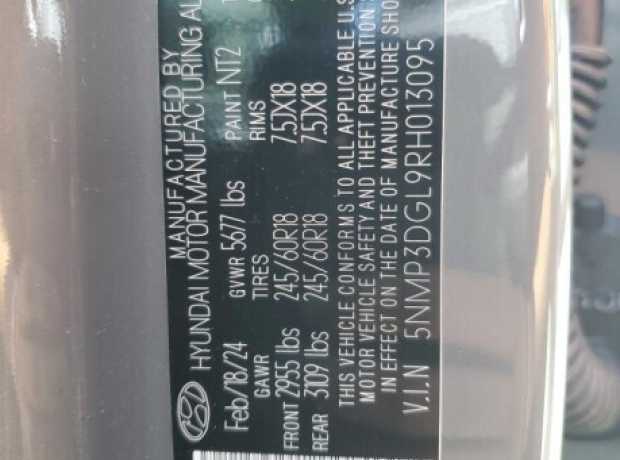 MANUFACTURED BY
HYUNDAI MOTOR MANUFACTURING AL
Feb/18/24 GVWR 5677 lbs PAINT NT2
GAWR TIRES RIMS
FRONT 2955 lbs 245/60R18 7.5JX18
REAR 3109 lbs 245/60R18 7.5JX18
THIS VEHICLE CONFORMS TO ALL APPLICABLE U.S
MOTOR VEHICLE SAFETY AND THEFT PREVENTION
IN EFFECT ON THE DATE OF MANUFACTURE SHO
V.I.N 5NMP3DGL9RH013095